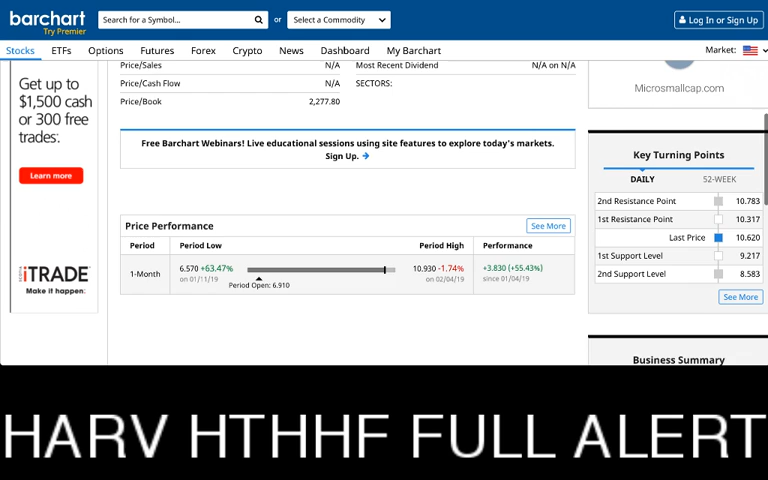 barchart
Try Premier
Search for a Symbol...
or
Select a Commodity
Log In or Sign Up
Stocks ETFs Options Futures Forex Crypto News Dashboard My Barchart Market:
Get up to
$1,500 cash
or 300 free
trades.
Learn more
SCOTIA iTRADE
Make it happen.
Price/Sales N/A
Price/Cash Flow N/A
Price/Book 2,277.80
Most Recent Dividend N/A on N/A
SECTORS:
Free Barchart Webinars! Live educational sessions using site features to explore today's markets.
Sign Up. →
Price Performance See More
Period Period Low Period High Performance
1-Month 6.570 +63.47% 10.930 -1.74% +3.830 (+55.43%)
on 01/11/19 on 02/04/19 since 01/04/19
Period Open: 6.910
Microsmallcap.com
Key Turning Points
DAILY 52-WEEK
2nd Resistance Point 10.783
1st Resistance Point 10.317
Last Price 10.620
1st Support Level 9.217
2nd Support Level 8.583
See More
Business Summary
HARV HTHHF FULL ALERT